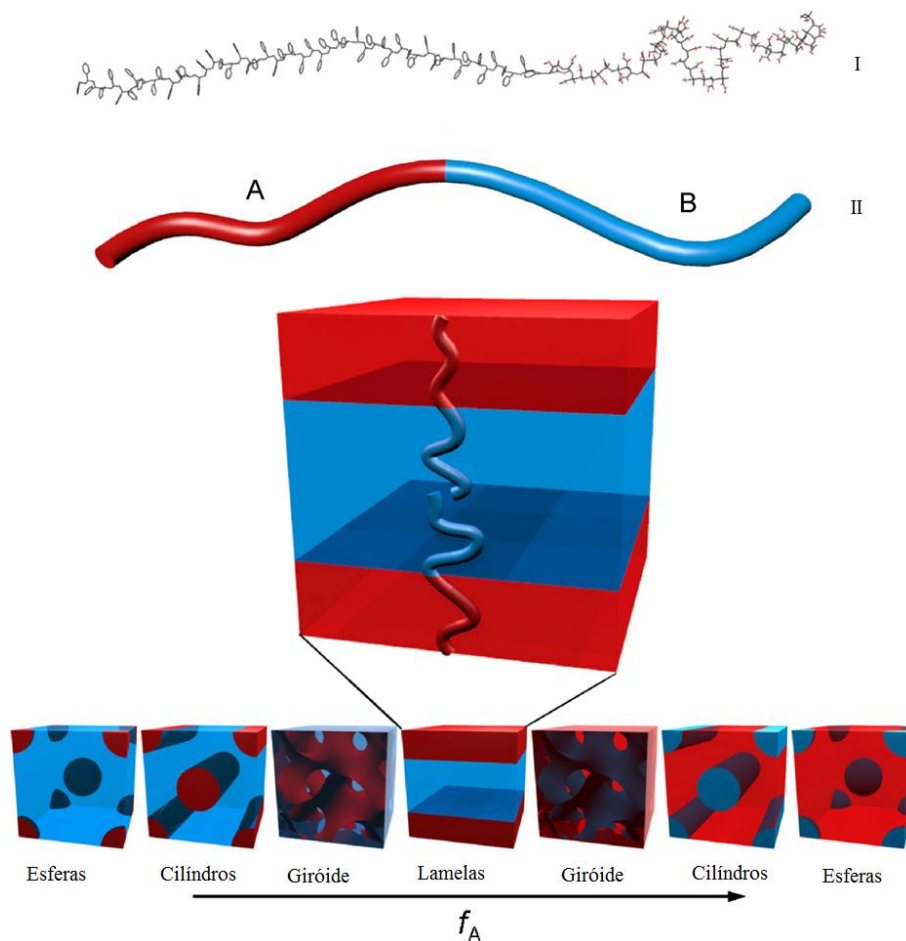 I
A
B
II
Esferas Cilíndros Giróide Lamelas Giróide Cilíndros Esferas
fA